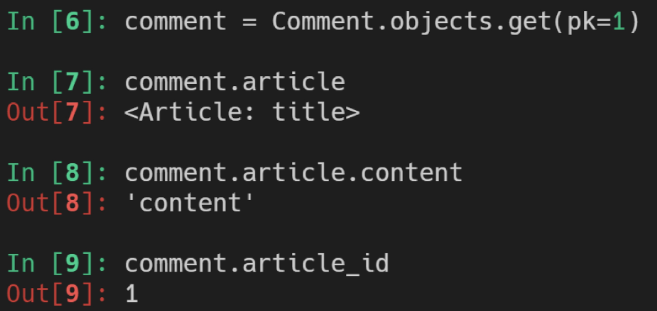 In [6]: comment = Comment.objects.get(pk=1)
In [7]: comment.article
Out[7]: <Article: title>
In [8]: comment.article.content
Out[8]: 'content'
In [9]: comment.article_id
Out[9]: 1